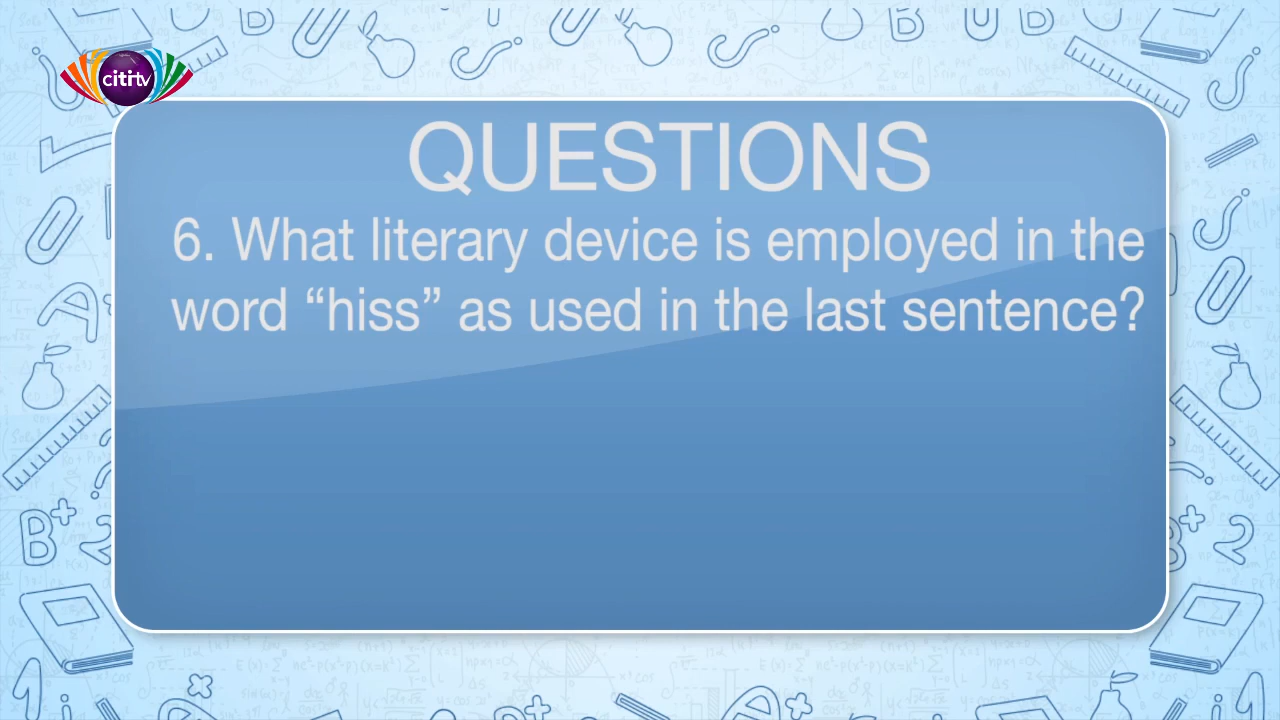 citi tv
QUESTIONS
6. What literary device is employed in the
word “hiss” as used in the last sentence?